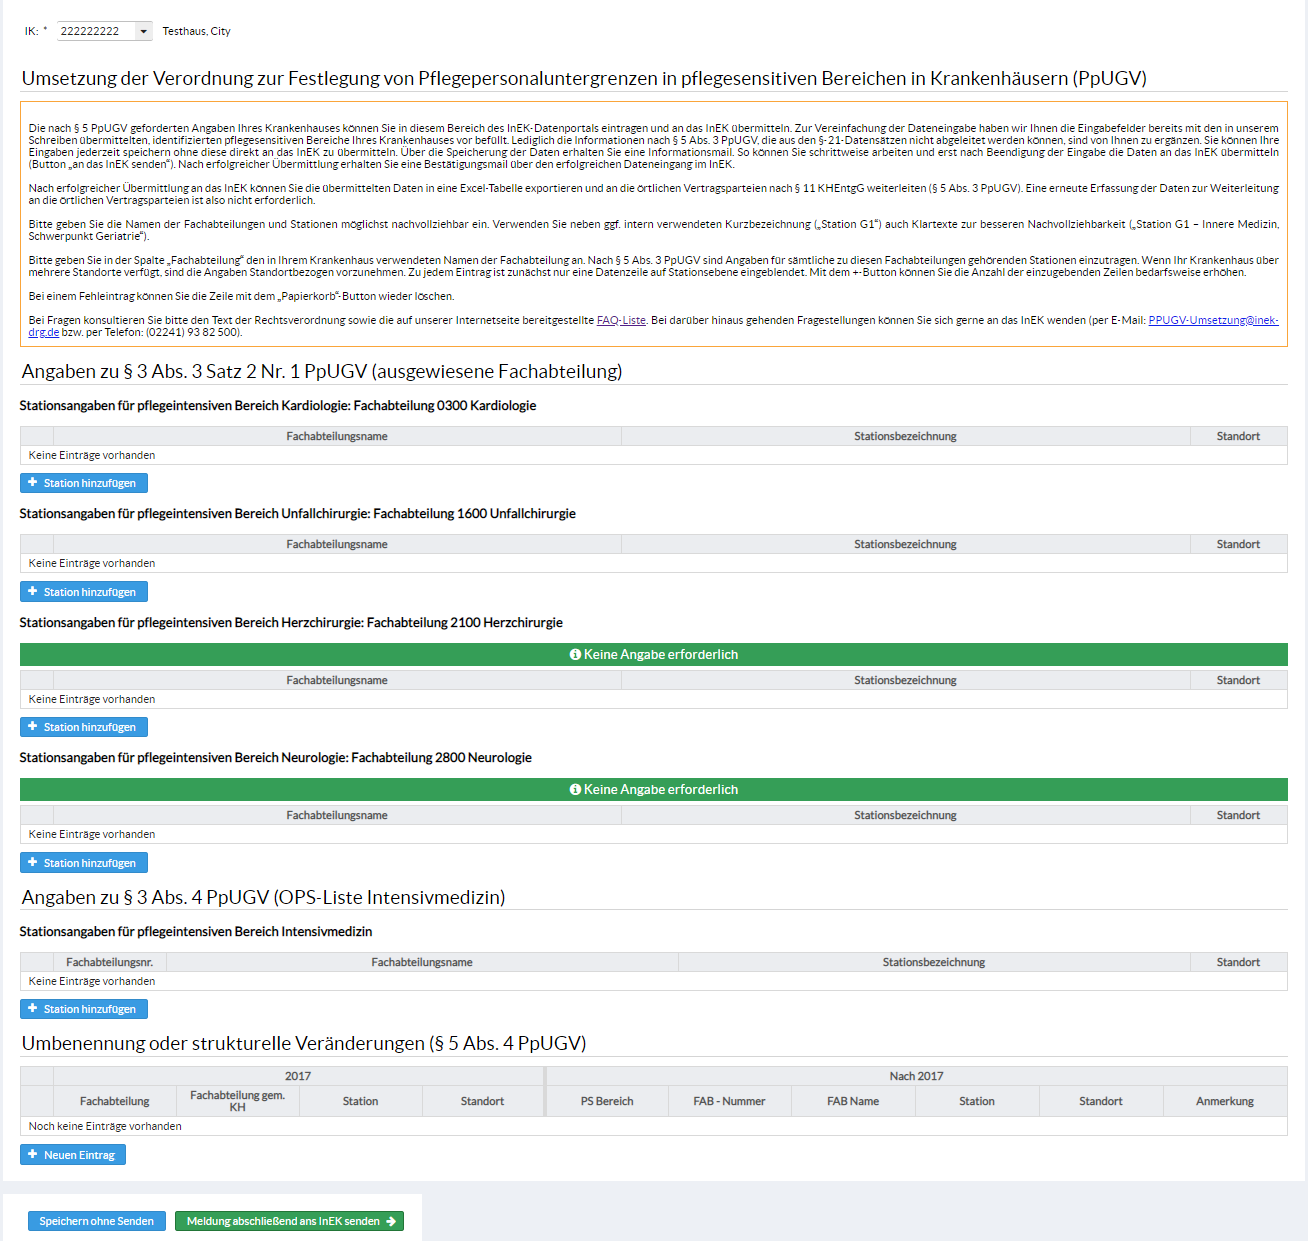 IK: * 222222222 Testhaus, City
Umsetzung der Verordnung zur Festlegung von Pflegepersonaluntergrenzen in pflegesensitiven Bereichen in Krankenhäusern (PpUGV)
Die nach § 5 PpUGV geforderten Angaben Ihres Krankenhauses können Sie in diesem Bereich des InEK-Datenportals eintragen und an das InEK übermitteln. Zur Vereinfachung der Dateneingabe haben wir Ihnen die Eingabefelder bereits mit den in unserem
Schreiben übermittelten, identifizierten pflegesensitiven Bereiche Ihres Krankenhauses vor befüllt. Lediglich die Informationen nach § 5 Abs. 3 PpUGV, die aus den §-21-Datensätzen nicht abgeleitet werden können, sind von Ihnen zu ergänzen. Sie können Ihre
Eingaben jederzeit speichern ohne diese direkt an das InEK zu übermitteln. Über die Speicherung der Daten erhalten Sie eine Informationsmail. So können Sie schrittweise arbeiten und erst nach Beendigung der Eingabe die Daten an das InEK übermitteln
(Button „an das InEK senden“). Nach erfolgreicher Übermittlung erhalten Sie eine Bestätigungsmail über den erfolgreichen Dateneingang im InEK.
Nach erfolgreicher Übermittlung an das InEK können Sie die übermittelten Daten in eine Excel-Tabelle exportieren und an die örtlichen Vertragsparteien nach § 11 KHEntgG weiterleiten (§ 5 Abs. 3 PpUGV). Eine erneute Erfassung der Daten zur Weiterleitung
an die örtlichen Vertragsparteien ist also nicht erforderlich.
Bitte geben Sie die Namen der Fachabteilungen und Stationen möglichst nachvollziehbar ein. Verwenden Sie neben ggf. intern verwendeten Kurzbezeichnung („Station G1“) auch Klartexte zur besseren Nachvollziehbarkeit („Station G1 – Innere Medizin,
Schwerpunkt Geriatrie“).
Bitte geben Sie in der Spalte „Fachabteilung“ den in Ihrem Krankenhaus verwendeten Namen der Fachabteilung an. Nach § 5 Abs. 3 PpUGV sind Angaben für sämtliche zu diesen Fachabteilungen gehörenden Stationen einzutragen. Wenn Ihr Krankenhaus über
mehrere Standorte verfügt, sind die Angaben Standortbezogen vorzunehmen. Zu jedem Eintrag ist zunächst nur eine Datenzeile auf Stationsebene eingeblendet. Mit dem +-Button können Sie die Anzahl der einzugebenden Zeilen bedarfsweise erhöhen.
Bei einem Fehleintrag können Sie die Zeile mit dem „Papierkorb“-Button wieder löschen.
Bei Fragen konsultieren Sie bitte den Text der Rechtsverordnung sowie die auf unserer Internetseite bereitgestellte FAQ-Liste. Bei darüber hinaus gehenden Fragestellungen können Sie sich gerne an das InEK wenden (per E-Mail: PPUGV-Umsetzung@inek-
drg.de bzw. per Telefon: (02241) 93 82 500).
Angaben zu § 3 Abs. 3 Satz 2 Nr. 1 PpUGV (ausgewiesene Fachabteilung)
Stationsangaben für pflegeintensiven Bereich Kardiologie: Fachabteilung 0300 Kardiologie
Fachabteilungsname Stationsbezeichnung Standort
Keine Einträge vorhanden
+ Station hinzufügen
Stationsangaben für pflegeintensiven Bereich Unfallchirurgie: Fachabteilung 1600 Unfallchirurgie
Fachabteilungsname Stationsbezeichnung Standort
Keine Einträge vorhanden
+ Station hinzufügen
Stationsangaben für pflegeintensiven Bereich Herzchirurgie: Fachabteilung 2100 Herzchirurgie
Keine Angabe erforderlich
Fachabteilungsname Stationsbezeichnung Standort
Keine Einträge vorhanden
+ Station hinzufügen
Stationsangaben für pflegeintensiven Bereich Neurologie: Fachabteilung 2800 Neurologie
Keine Angabe erforderlich
Fachabteilungsname Stationsbezeichnung Standort
Keine Einträge vorhanden
+ Station hinzufügen
Angaben zu § 3 Abs. 4 PpUGV (OPS-Liste Intensivmedizin)
Stationsangaben für pflegeintensiven Bereich Intensivmedizin
Fachabteilungsnr. Fachabteilungsname Stationsbezeichnung Standort
Keine Einträge vorhanden
+ Station hinzufügen
Umbenennung oder strukturelle Veränderungen (§ 5 Abs. 4 PpUGV)
2017 Nach 2017
Fachabteilung Fachabteilung gem. KH Station Standort PS Bereich FAB - Nummer FAB Name Station Standort Anmerkung
Noch keine Einträge vorhanden
+ Neuen Eintrag
Speichern ohne Senden Meldung abschließend ans InEK senden